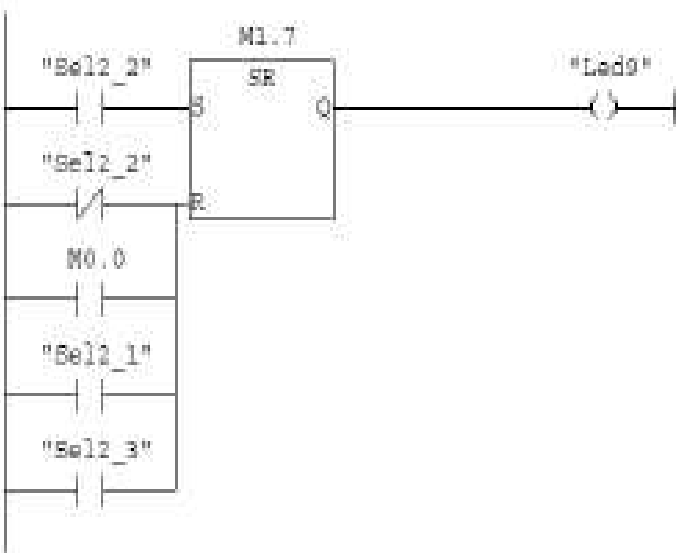 M1.7
"Sel2_2"
SR
"Led9"
S
Q
"Sel2_2"
R
M0.0
"Sel2_1"
"Sel2_3"